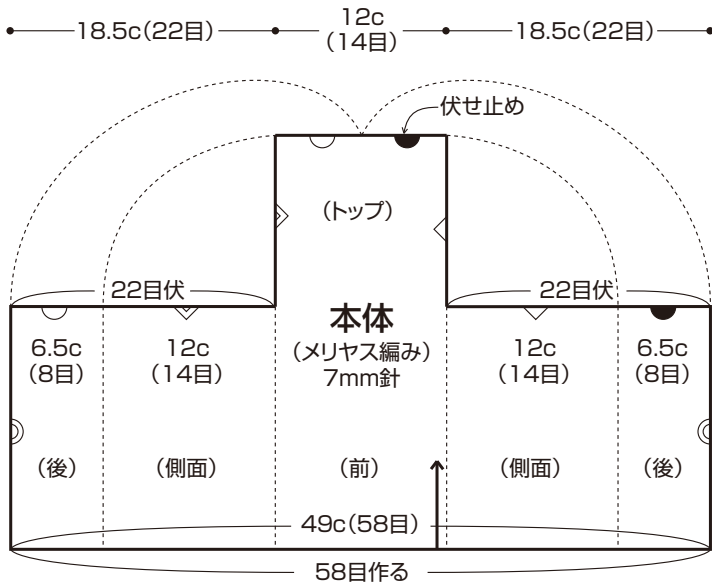 18.5c(22目)
12c
(14目)
18.5c(22目)
伏せ止め
(トップ)
22目伏
22目伏
本体
(メリヤス編み)
7mm針
6.5c
(8目)
12c
(14目)
12c
(14目)
6.5c
(8目)
(後)
(側面)
(前)
(側面)
(後)
49c(58目)
58目作る